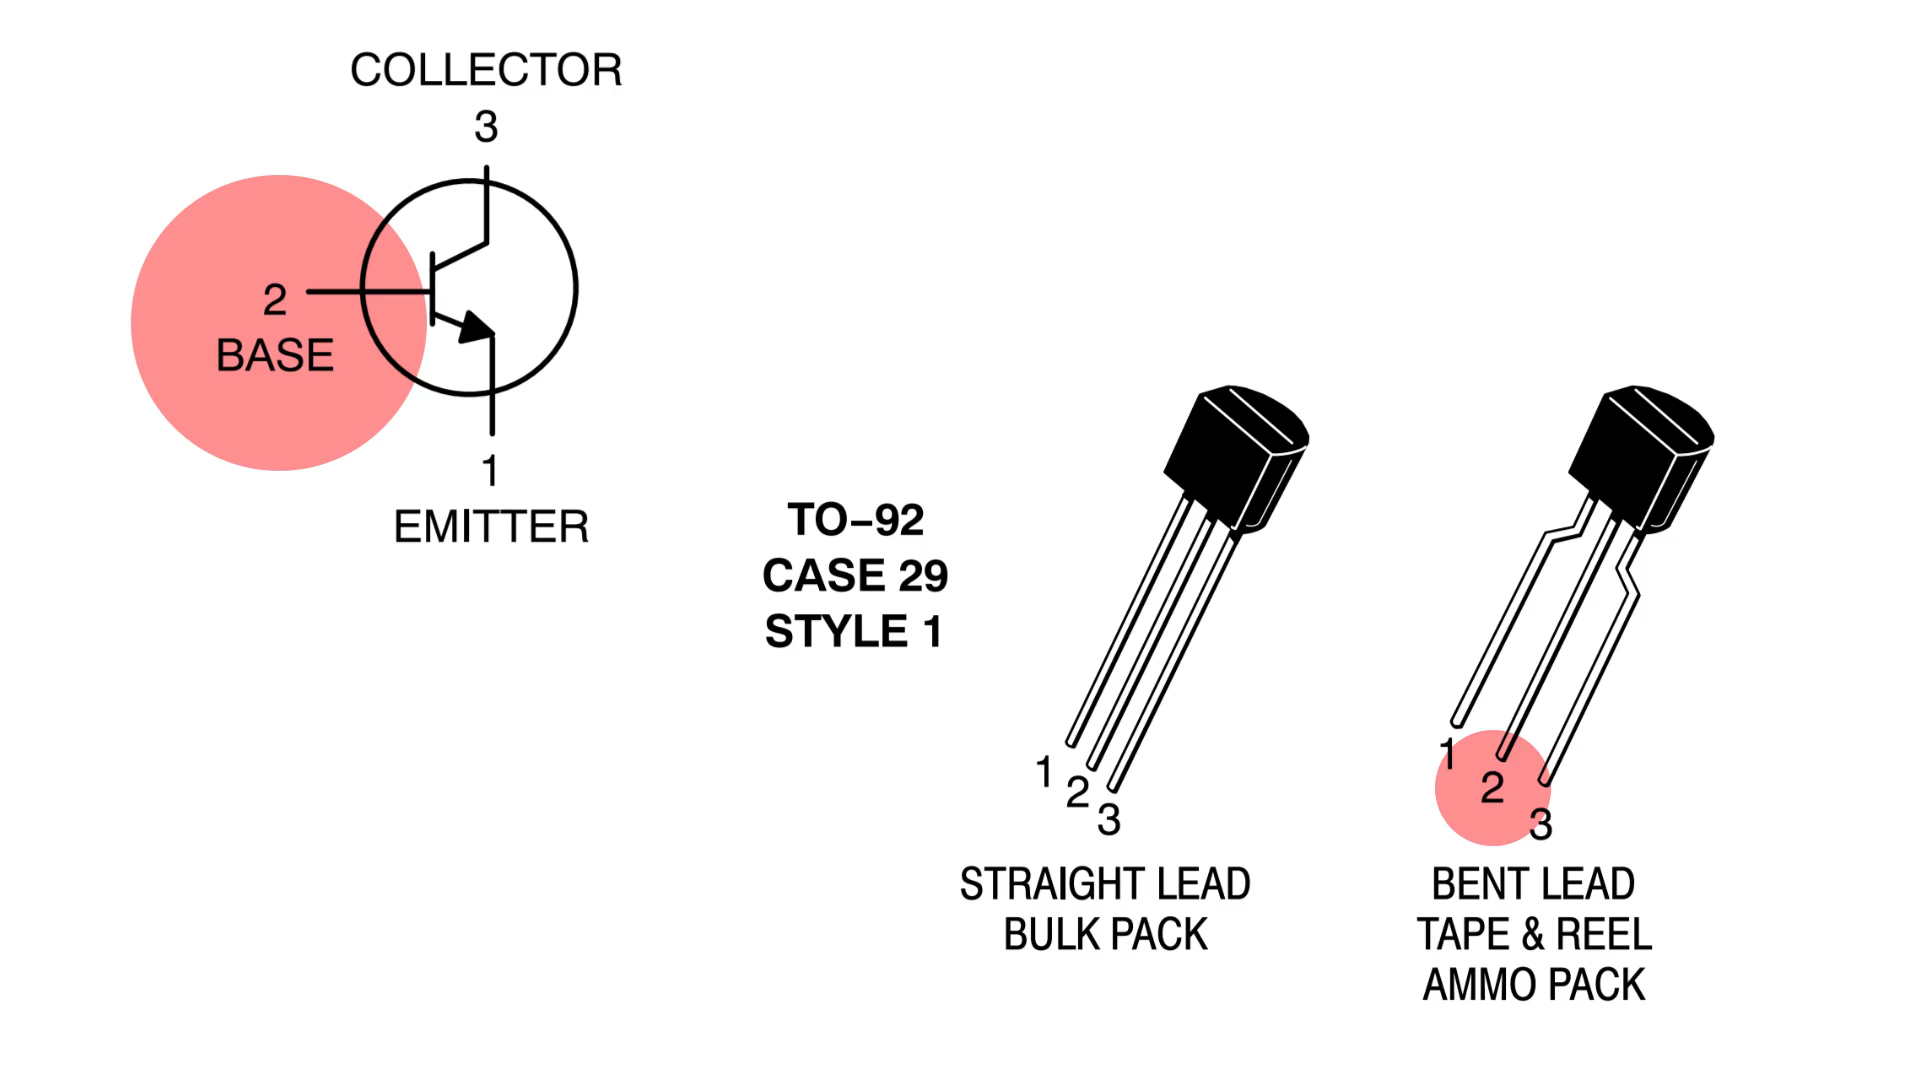 COLLECTOR
3
2
BASE
1
EMITTER
TO–92
CASE 29
STYLE 1
1
2
3
STRAIGHT LEAD
BULK PACK
1
2
3
BENT LEAD
TAPE & REEL
AMMO PACK